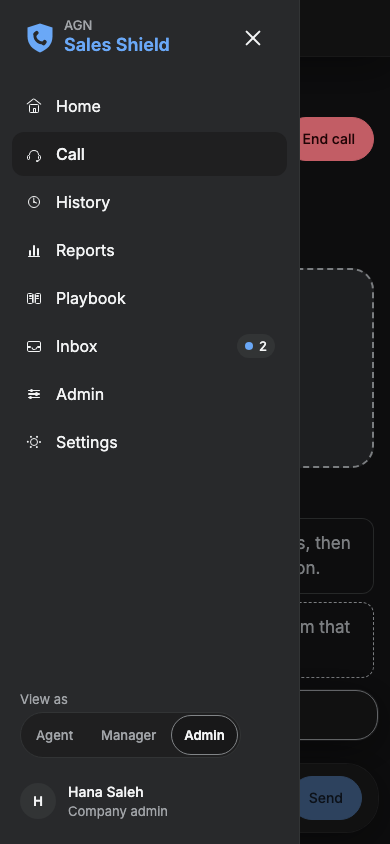 AGN
Sales Shield
End call
Home
Call
History
Reports
Playbook
Inbox
2
Admin
Settings
s, then
on.
m that
View as
Agent
Manager
Admin
Send
H
Hana Saleh
Company admin